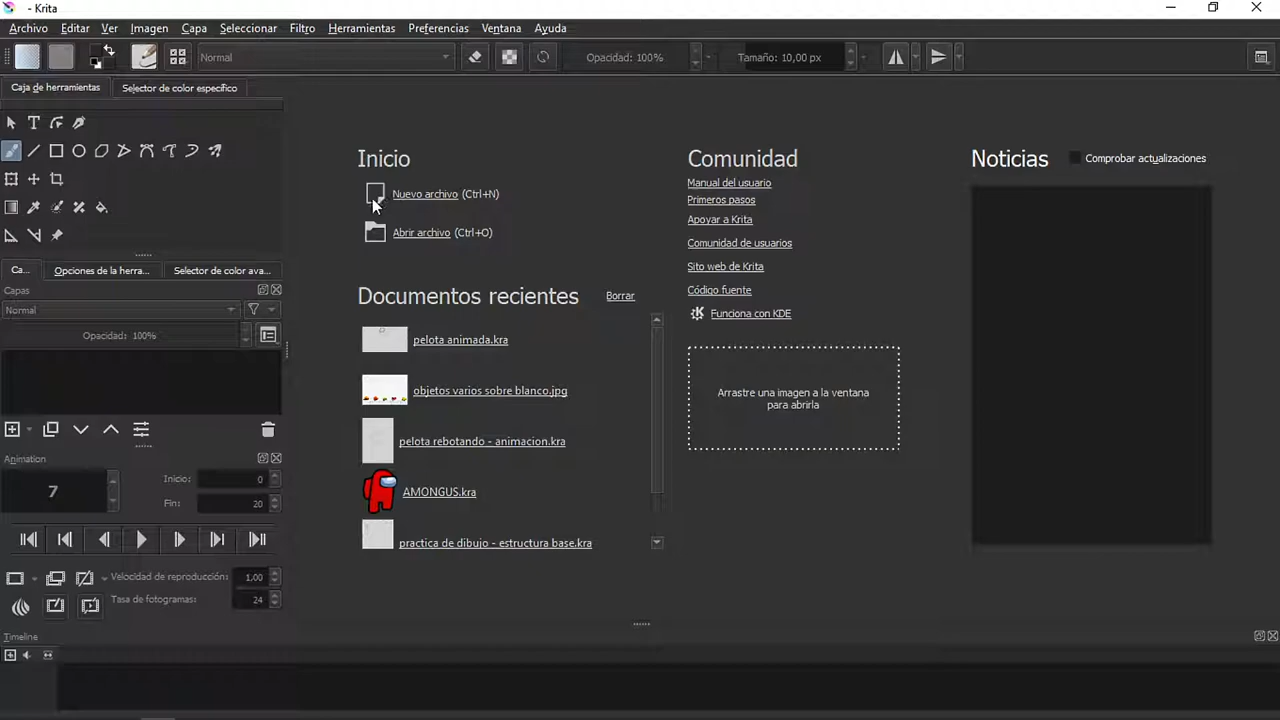 - Krita
Archivo Editar Ver Imagen Capa Seleccionar Filtro Herramientas Preferencias Ventana Ayuda
Normal Opacidad: 100% Tamaño: 10,00 px
Caja de herramientas Selector de color específico
Inicio
Nuevo archivo (Ctrl+N)
Abrir archivo (Ctrl+O)
Documentos recientes Borrar
pelota animada.kra
objetos varios sobre blanco.jpg
pelota rebotando - animacion.kra
AMONGUS.kra
practica de dibujo - estructura base.kra
Comunidad
Manual del usuario
Primeros pasos
Apoyar a Krita
Comunidad de usuarios
Sito web de Krita
Código fuente
Funciona con KDE
Arrastre una imagen a la ventana
para abrirla
Noticias Comprobar actualizaciones
Ca... Opciones de la herra... Selector de color ava...
Capas
Normal
Opacidad: 100%
Animation
7 Inicio: 0
Fin: 20
Velocidad de reproducción: 1,00
Tasa de fotogramas: 24
Timeline